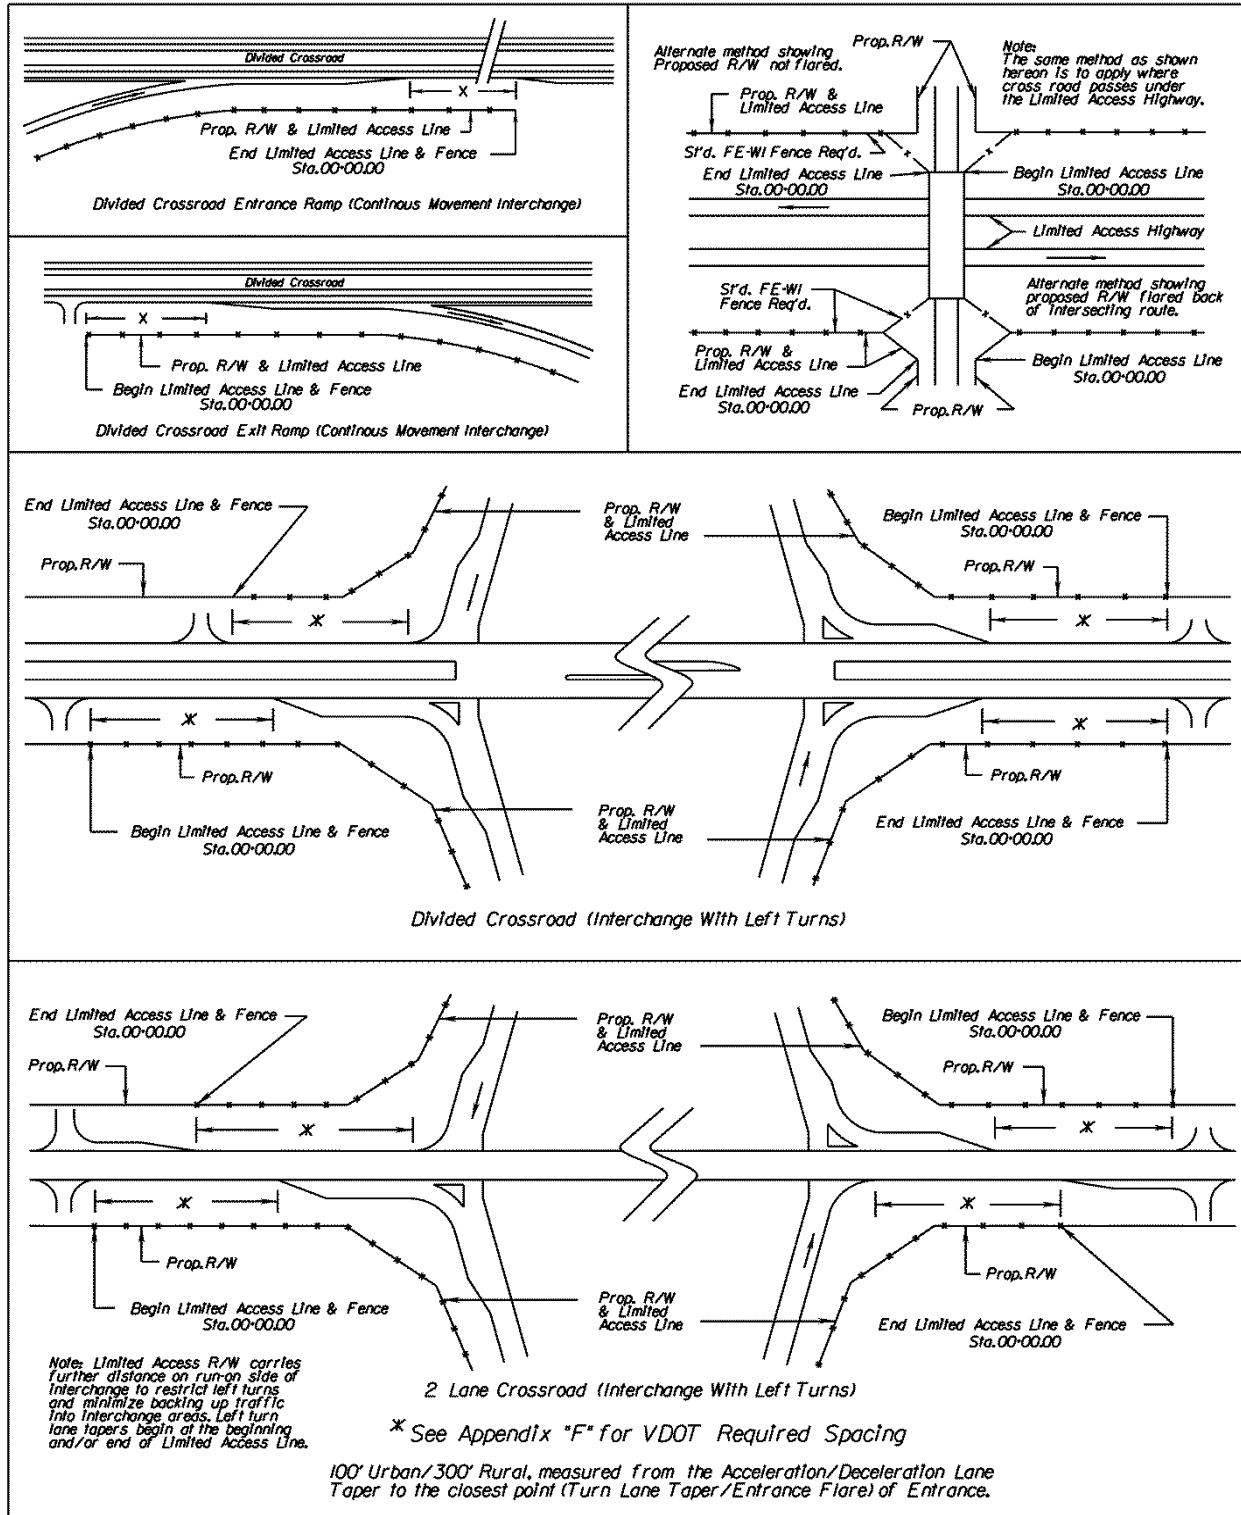 Divided Crossroad
X
Prop. R/W & Limited Access Line
End Limited Access Line & Fence
Sta.00+00.00
Divided Crossroad Entrance Ramp (Continous Movement Interchange)
Divided Crossroad
X
Prop. R/W & Limited Access Line
Begin Limited Access Line & Fence
Sta.00+00.00
Divided Crossroad Exit Ramp (Continous Movement Interchange)
Alternate method showing
Proposed R/W not flared.
Prop. R/W
Note:
The same method as shown
hereon is to apply where
cross road passes under
the Limited Access Highway.
Prop. R/W &
Limited Access Line
St'd. FE-W1 Fence Req'd.
End Limited Access Line
Sta.00+00.00
Begin Limited Access Line
Sta.00+00.00
Limited Access Highway
St'd. FE-W1
Fence Req'd.
Alternate method showing
proposed R/W flared back
of intersecting route.
Prop. R/W &
Limited Access Line
End Limited Access Line
Sta.00+00.00
Begin Limited Access Line
Sta.00+00.00
Prop. R/W
End Limited Access Line & Fence
Sta.00+00.00
Prop. R/W
Prop. R/W
& Limited
Access Line
Begin Limited Access Line & Fence
Sta.00+00.00
Prop. R/W
*
*
*
*
Prop. R/W
Prop. R/W
Begin Limited Access Line & Fence
Sta.00+00.00
Prop. R/W
& Limited
Access Line
End Limited Access Line & Fence
Sta.00+00.00
Divided Crossroad (Interchange With Left Turns)
End Limited Access Line & Fence
Sta.00+00.00
Prop. R/W
Prop. R/W
& Limited
Access Line
Begin Limited Access Line & Fence
Sta.00+00.00
Prop. R/W
*
*
*
*
Prop. R/W
Prop. R/W
Begin Limited Access Line & Fence
Sta.00+00.00
Prop. R/W
& Limited
Access Line
End Limited Access Line & Fence
Sta.00+00.00
Note: Limited Access R/W carries
further distance on run-on side of
interchange to restrict left turns
and minimize backing up traffic
into interchange areas. Left turn
lane tapers begin at the beginning
and/or end of Limited Access Line.
2 Lane Crossroad (Interchange With Left Turns)
* See Appendix "F" for VDOT Required Spacing
100' Urban/300' Rural, measured from the Acceleration/Deceleration Lane
Taper to the closest point (Turn Lane Taper/Entrance Flare) of Entrance.